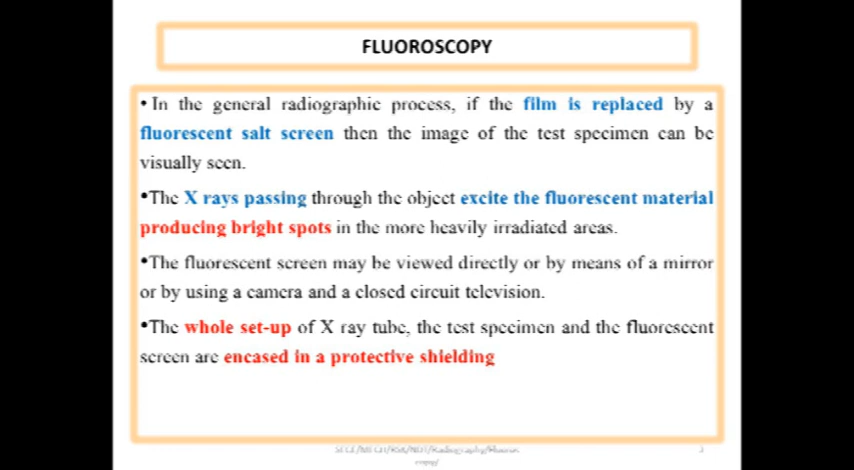 FLUOROSCOPY
• In the general radiographic process, if the film is replaced by a
fluorescent salt screen then the image of the test specimen can be
visually seen.
•The X rays passing through the object excite the fluorescent material
producing bright spots in the more heavily irradiated areas.
•The fluorescent screen may be viewed directly or by means of a mirror
or by using a camera and a closed circuit television.
•The whole set-up of X ray tube, the test specimen and the fluorescent
screen are encased in a protective shielding